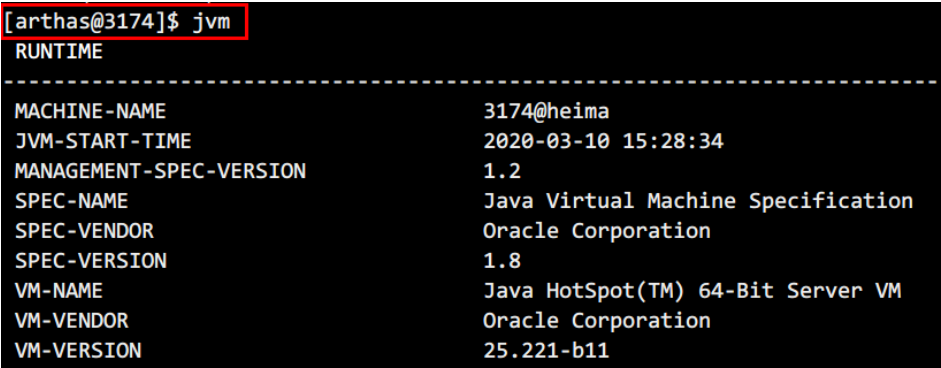 [arthas@3174]$ jvm
RUNTIME
--------------------------------------------------------------------------
MACHINE-NAME 3174@heima
JVM-START-TIME 2020-03-10 15:28:34
MANAGEMENT-SPEC-VERSION 1.2
SPEC-NAME Java Virtual Machine Specification
SPEC-VENDOR Oracle Corporation
SPEC-VERSION 1.8
VM-NAME Java HotSpot(TM) 64-Bit Server VM
VM-VENDOR Oracle Corporation
VM-VERSION 25.221-b11